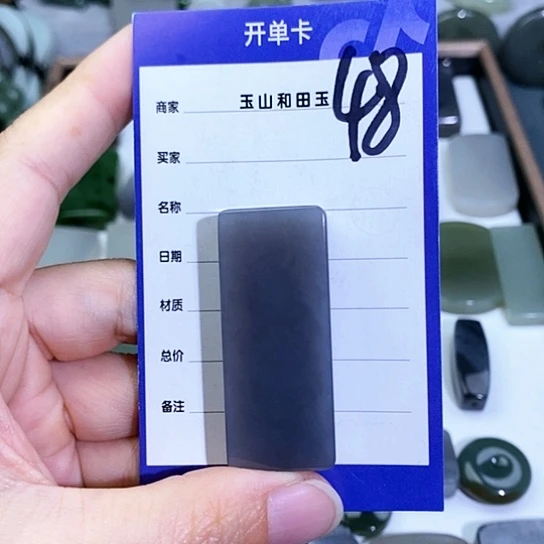 开单卡
商家 玉山和田玉 48
买家
名称
日期
材质
总价
备注